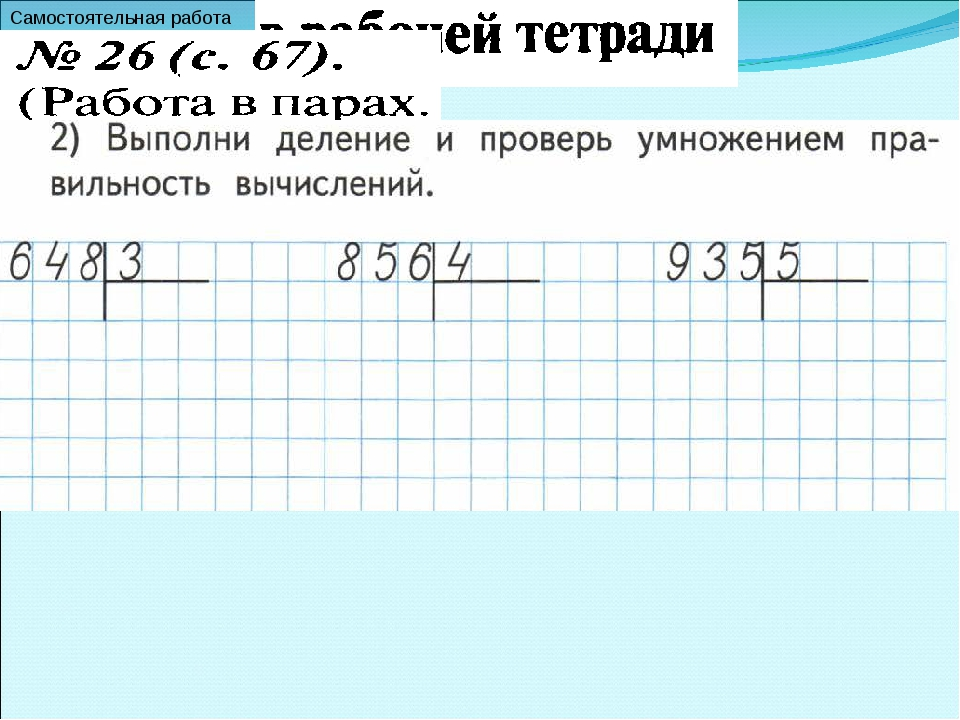 Самостоятельная работа
в рабочей тетради
№ 26 (с. 67).
(Работа в парах.
2) Выполни деление и проверь умножением пра-
вильность вычислений.
648 3 856 4 935 5